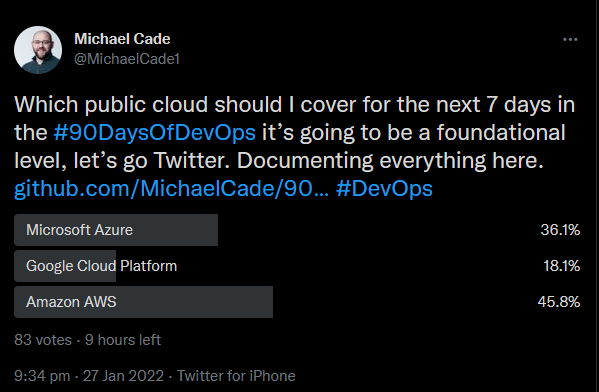 Michael Cade
@MichaelCade1
Which public cloud should I cover for the next 7 days in
the #90DaysOfDevOps it’s going to be a foundational
level, let’s go Twitter. Documenting everything here.
github.com/MichaelCade/90… #DevOps
Microsoft Azure 36.1%
Google Cloud Platform 18.1%
Amazon AWS 45.8%
83 votes · 9 hours left
9:34 pm · 27 Jan 2022 · Twitter for iPhone